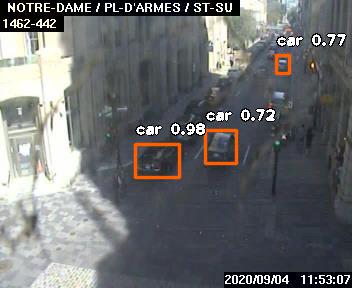 NOTRE-DAME / PL-D'ARMES / ST-SU
1462-442
car 0.77
car 0.98
car 0.72
2020/09/04 11:53:07